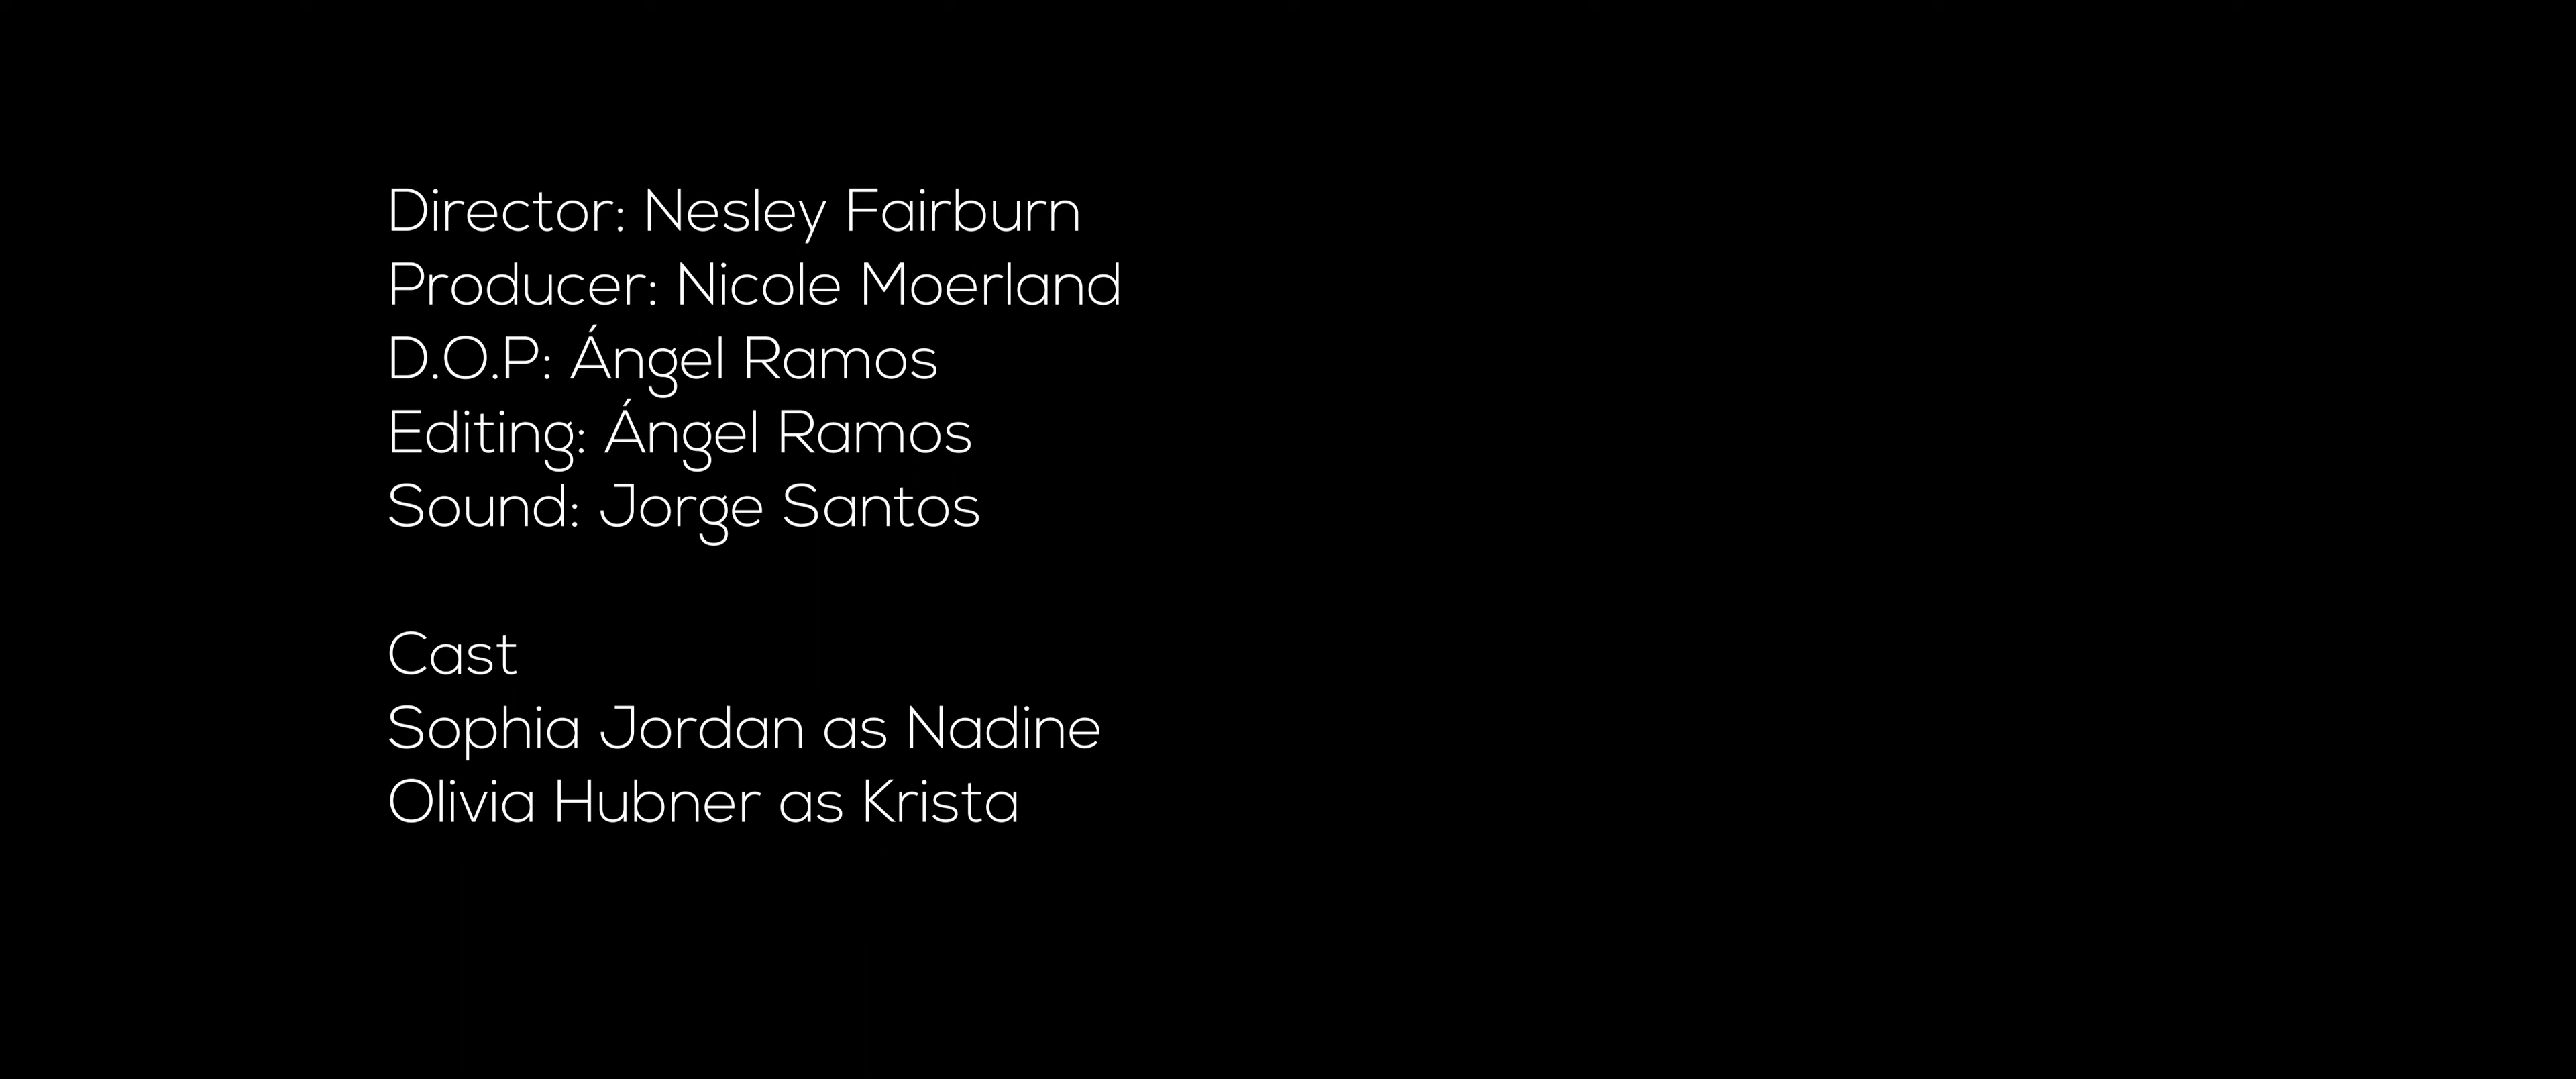 Director: Nesley Fairburn
Producer: Nicole Moerland
D.O.P: Ángel Ramos
Editing: Ángel Ramos
Sound: Jorge Santos
Cast
Sophia Jordan as Nadine
Olivia Hubner as Krista